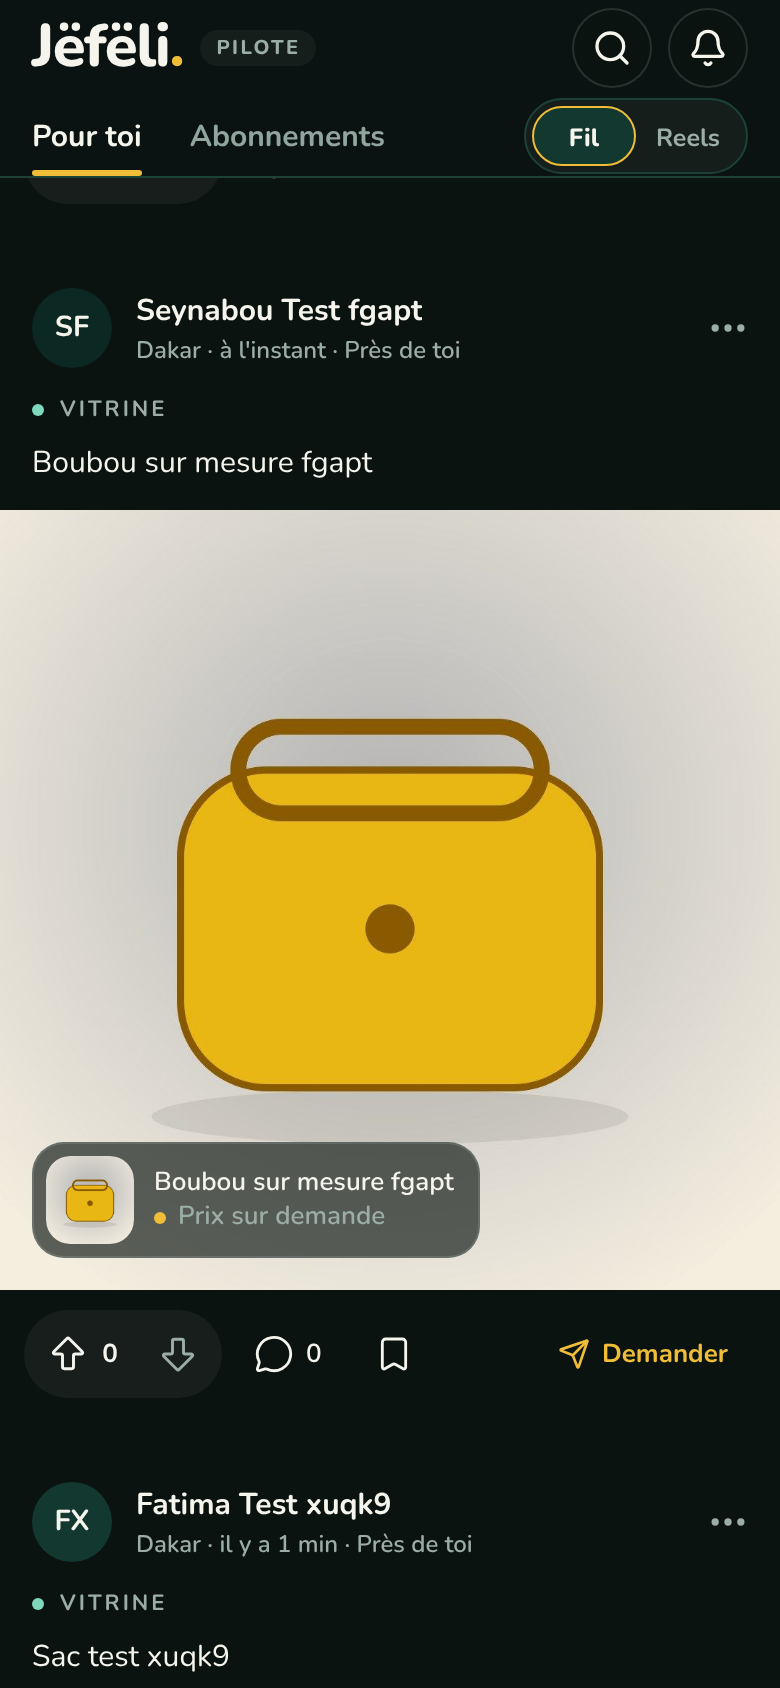 Jëfëli.
PILOTE
Pour toi
Abonnements
Fil
Reels
SF
Seynabou Test fgapt
Dakar · à l'instant · Près de toi
VITRINE
Boubou sur mesure fgapt
Boubou sur mesure fgapt
Prix sur demande
0
0
Demander
FX
Fatima Test xuqk9
Dakar · il y a 1 min · Près de toi
VITRINE
Sac test xuqk9